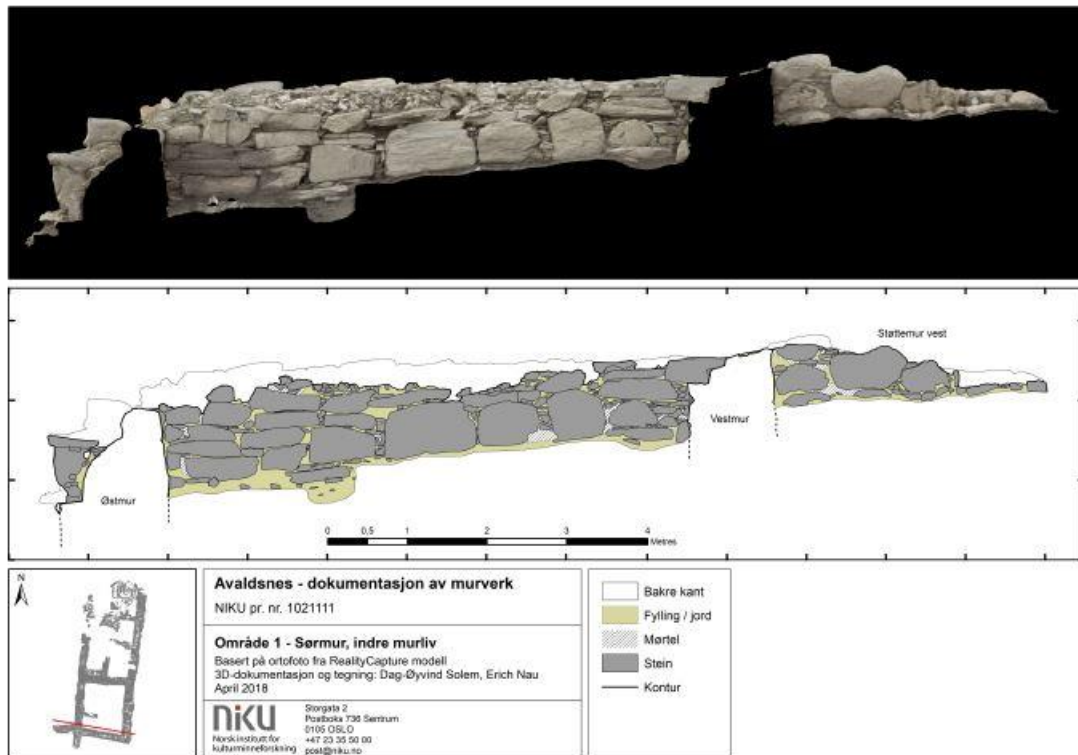 Støttemur vest
Vestmur
Østmur
0 0,5 1 2 3 4
Metres
N
Avaldsnes - dokumentasjon av murverk
NIKU pr. nr. 1021111
Område 1 - Sørmur, indre murliv
Basert på ortofoto fra RealityCapture modell
3D-dokumentasjon og tegning: Dag-Øyvind Solem, Erich Nau
April 2018
niku
Norsk institutt for
kulturminneforskning
Storgata 2
Postboks 736 Sentrum
0105 OSLO
+47 23 35 50 00
post@niku.no
Bakre kant
Fylling / jord
Mørtel
Stein
Kontur